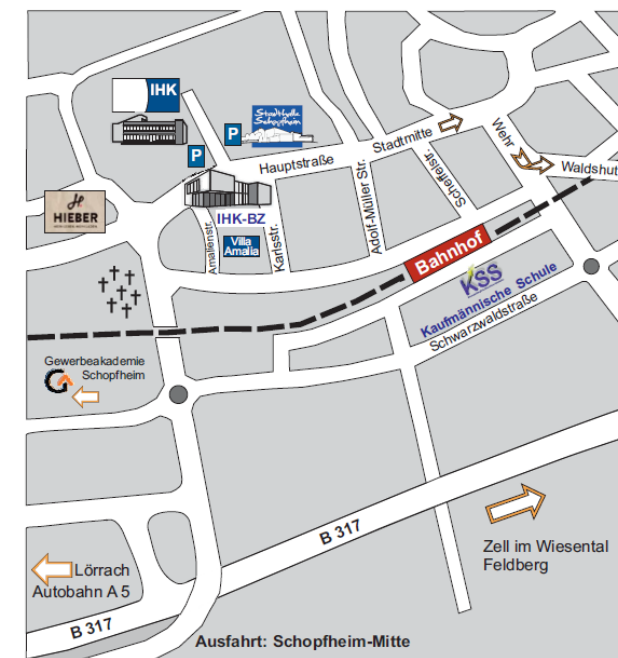 IHK
Stadthalle
Schopfheim
P
P
Hauptstraße
Stadtmitte
Wehr
Waldshut
HIEBER
IHK-BZ
Villa
Amalia
Amalienstr.
Karlsstr.
Adolf-Müller Str.
Scheffelstr.
Bahnhof
KSS
Kaufmännische Schule
Schwarzwaldstraße
Gewerbeakademie
Schopfheim
B 317
Zell im Wiesental
Feldberg
Lörrach
Autobahn A 5
B 317
Ausfahrt: Schopfheim-Mitte